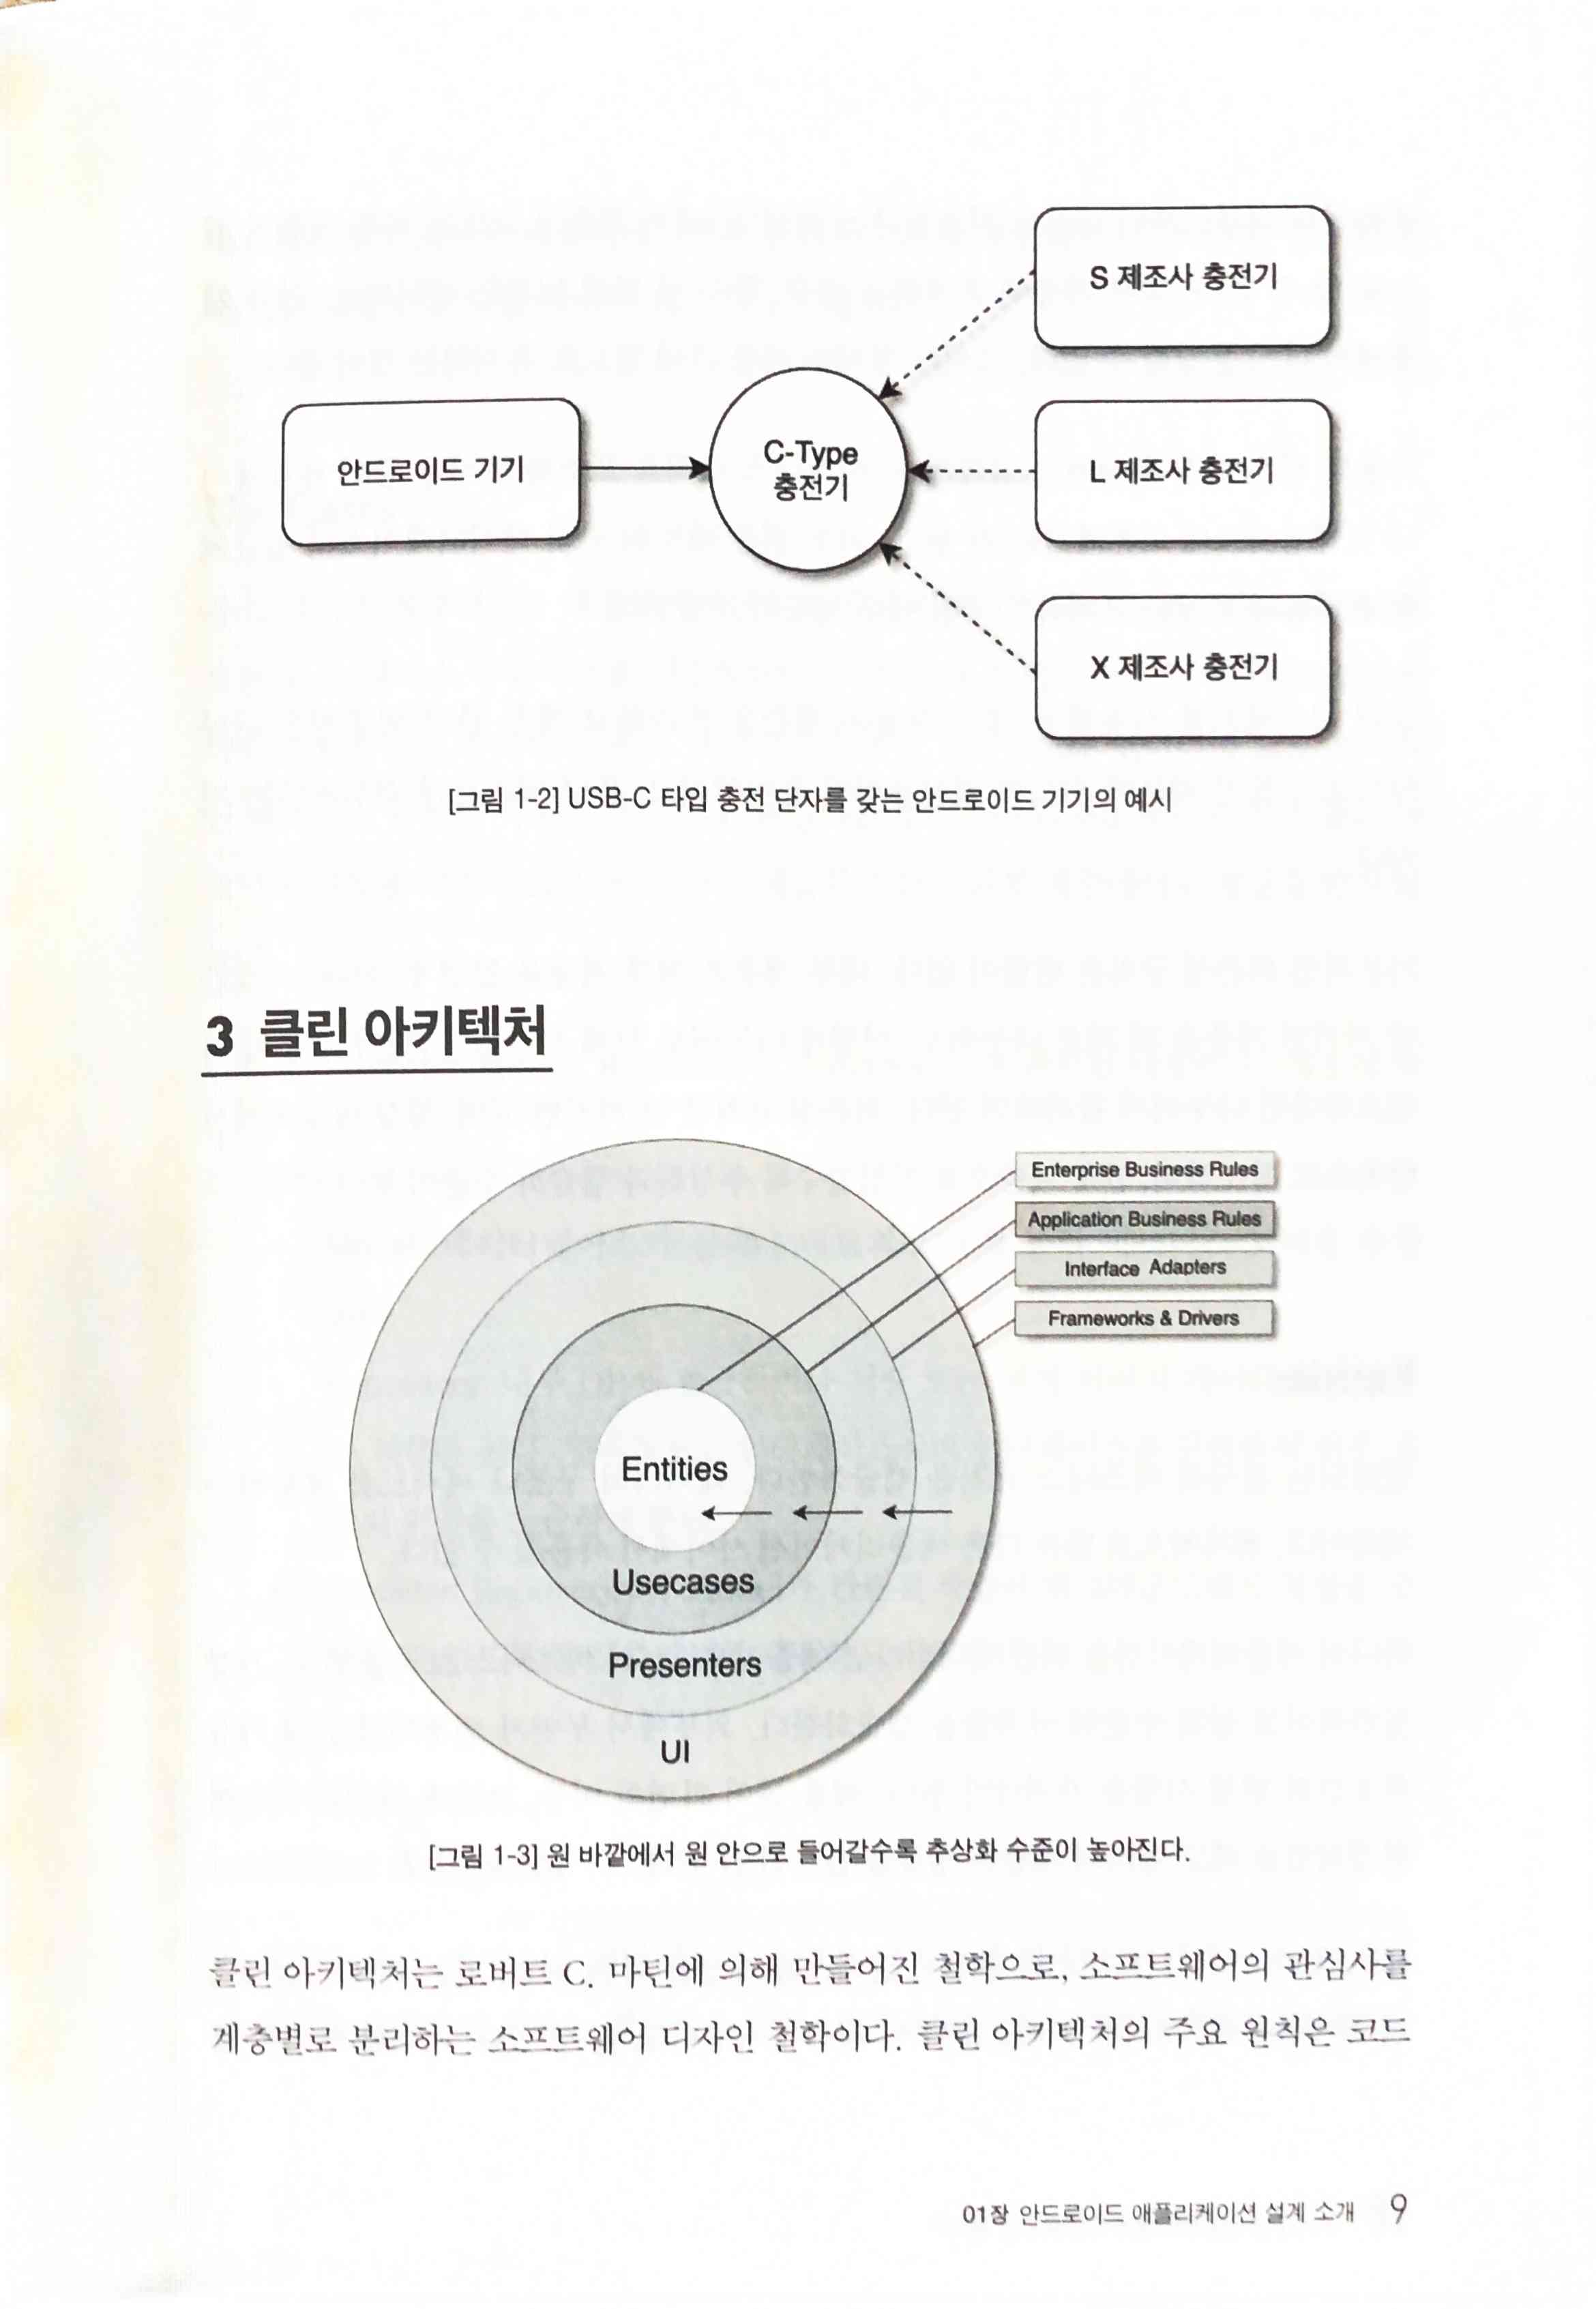 S 제조사 충전기
안드로이드 기기
C-Type
충전기
L 제조사 충전기
X 제조사 충전기
[그림 1-2] USB-C 타입 충전 단자를 갖는 안드로이드 기기의 예시
3 클린 아키텍처
Enterprise Business Rules
Application Business Rules
Interface Adapters
Frameworks & Drivers
Entities
Usecases
Presenters
UI
[그림 1-3] 원 바깥에서 원 안으로 들어갈수록 추상화 수준이 높아진다.
클린 아키텍처는 로버트 C. 마틴에 의해 만들어진 철학으로, 소프트웨어의 관심사를
계층별로 분리하는 소프트웨어 디자인 철학이다. 클린 아키텍처의 주요 원칙은 코드
01장 안드로이드 애플리케이션 설계 소개 9